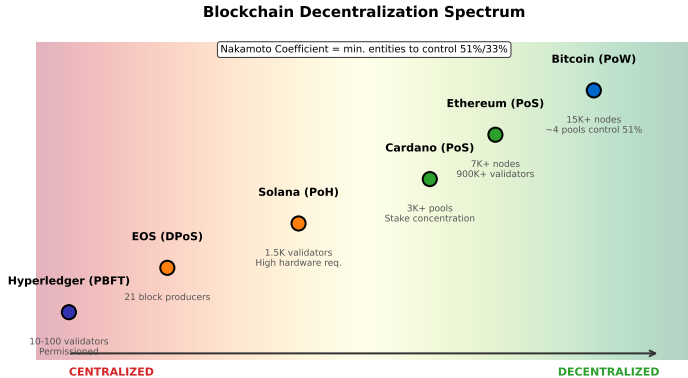 Blockchain Decentralization Spectrum
Nakamoto Coefficient = min. entities to control 51%/33%
Bitcoin (PoW)
15K+ nodes
~4 pools control 51%
Ethereum (PoS)
7K+ nodes
900K+ validators
Cardano (PoS)
3K+ pools
Stake concentration
Solana (PoH)
1.5K validators
High hardware req.
EOS (DPoS)
21 block producers
Hyperledger (PBFT)
10-100 validators
Permissioned
CENTRALIZED
DECENTRALIZED